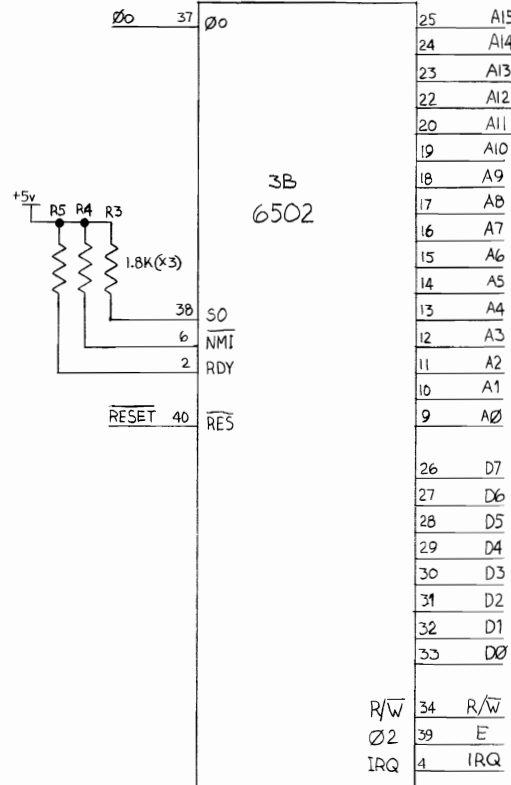 Ø0 37 Ø0
25 A15
24 A14
23 A13
22 A12
20 A11
19 A10
18 A9
17 A8
16 A7
15 A6
14 A5
13 A4
12 A3
11 A2
10 A1
9 AØ
3B
6502
+5v
R5 R4 R3
1.8K(x3)
38 SO
6 N̅M̅I̅
2 RDY
R̅E̅S̅E̅T̅ 40 R̅E̅S̅
26 D7
27 D6
28 D5
29 D4
30 D3
31 D2
32 D1
33 DØ
R/W̅ 34 R/W̅
Ø2 39 E
IRQ 4 IRQ